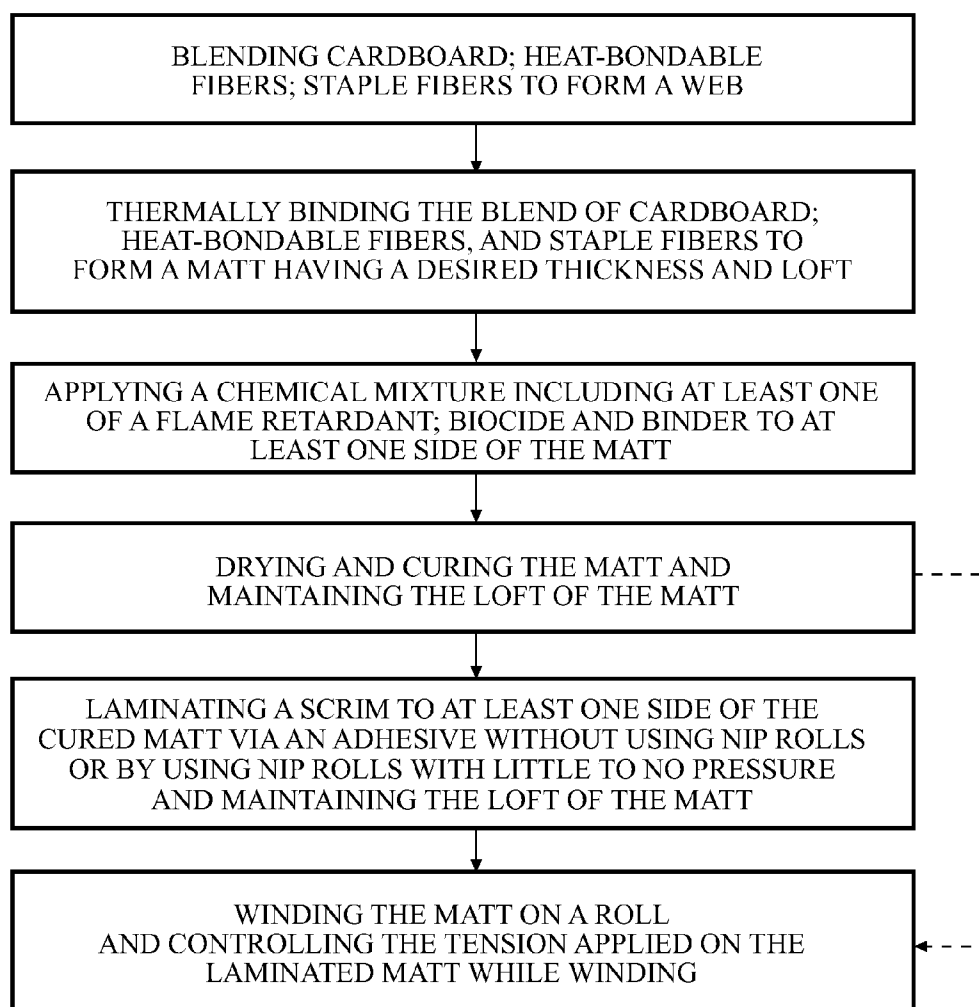 BLENDING CARDBOARD; HEAT-BONDABLE
FIBERS; STAPLE FIBERS TO FORM A WEB
THERMALLY BINDING THE BLEND OF CARDBOARD;
HEAT-BONDABLE FIBERS, AND STAPLE FIBERS TO
FORM A MATT HAVING A DESIRED THICKNESS AND LOFT
APPLYING A CHEMICAL MIXTURE INCLUDING AT LEAST ONE
OF A FLAME RETARDANT; BIOCIDE AND BINDER TO AT
LEAST ONE SIDE OF THE MATT
DRYING AND CURING THE MATT AND
MAINTAINING THE LOFT OF THE MATT
LAMINATING A SCRIM TO AT LEAST ONE SIDE OF THE
CURED MATT VIA AN ADHESIVE WITHOUT USING NIP ROLLS
OR BY USING NIP ROLLS WITH LITTLE TO NO PRESSURE
AND MAINTAINING THE LOFT OF THE MATT
WINDING THE MATT ON A ROLL
AND CONTROLLING THE TENSION APPLIED ON THE
LAMINATED MATT WHILE WINDING